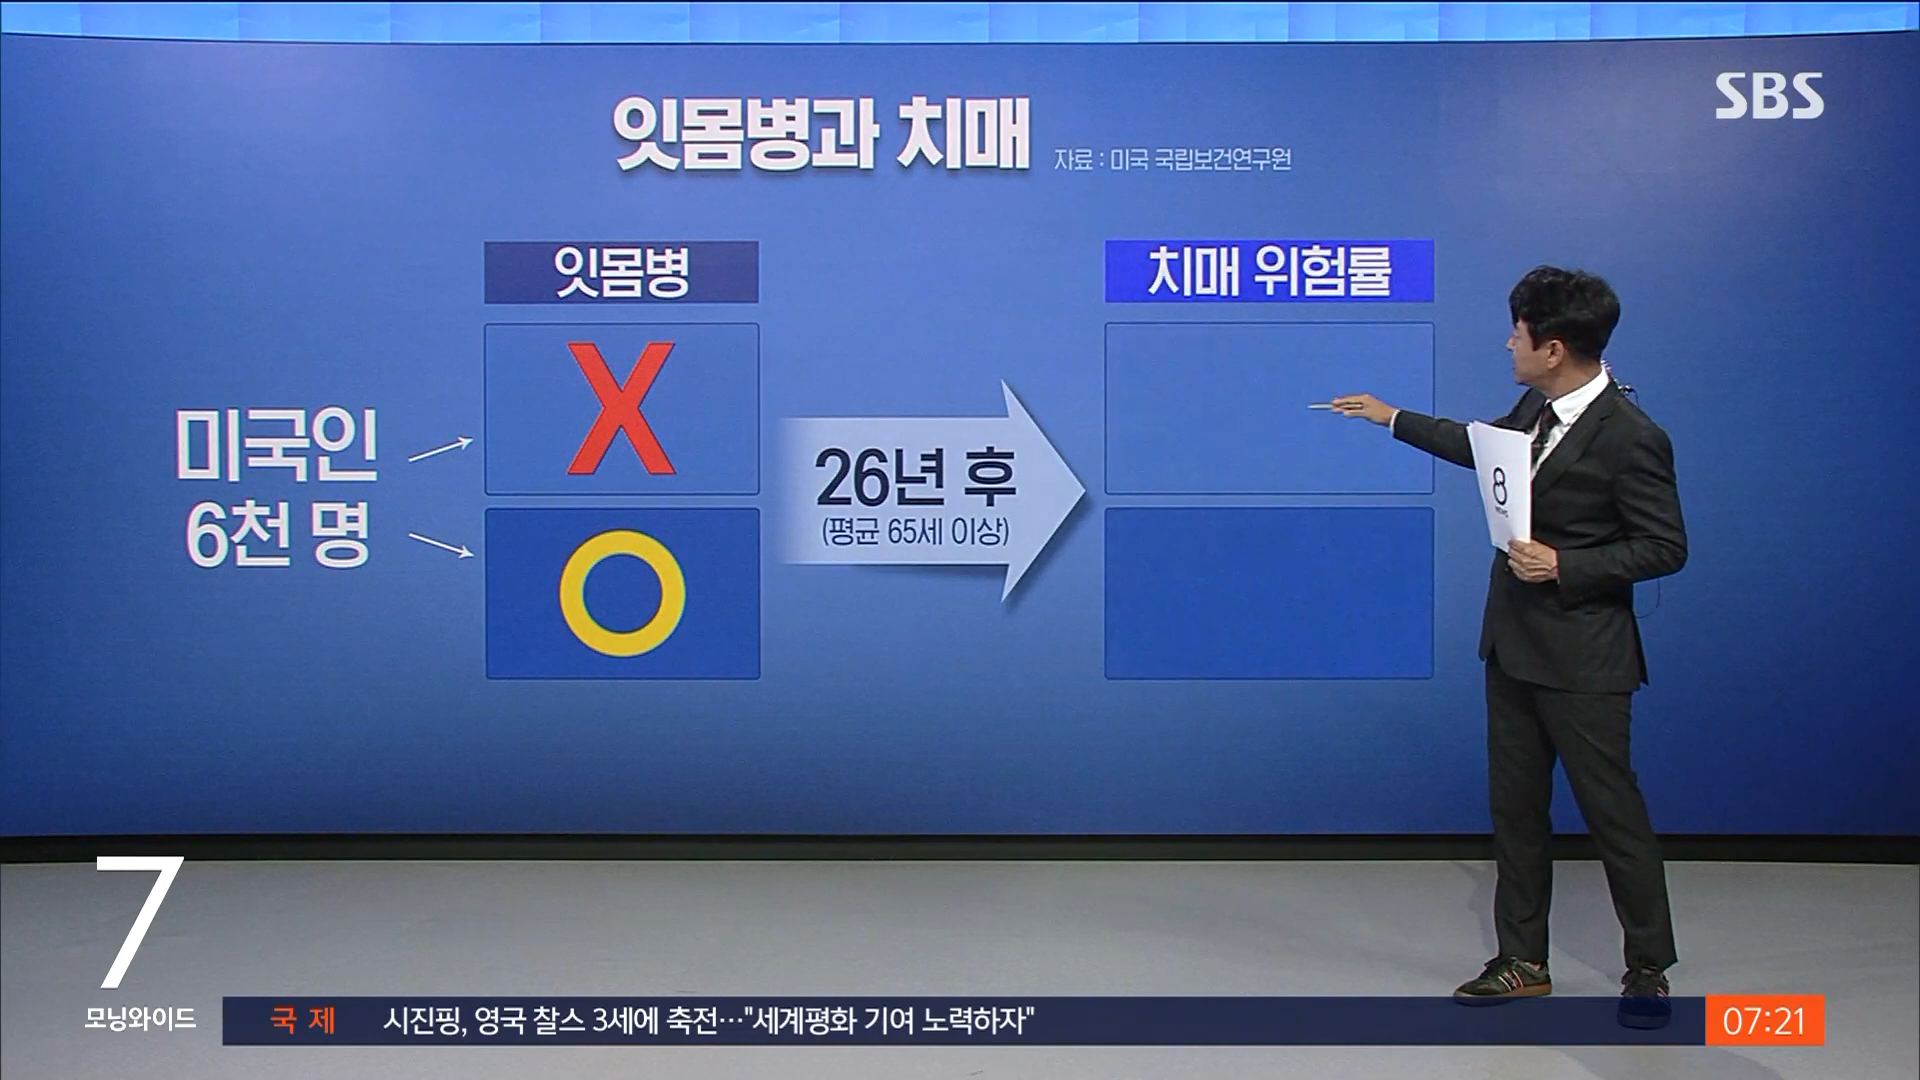 SBS
잇몸병과 치매
자료 : 미국 국립보건연구원
잇몸병
치매 위험률
X
미국인
6천 명
26년 후
(평균 65세 이상)
O
8
NEWS
7
모닝와이드
국 제
시진핑, 영국 찰스 3세에 축전…"세계평화 기여 노력하자"
07:21